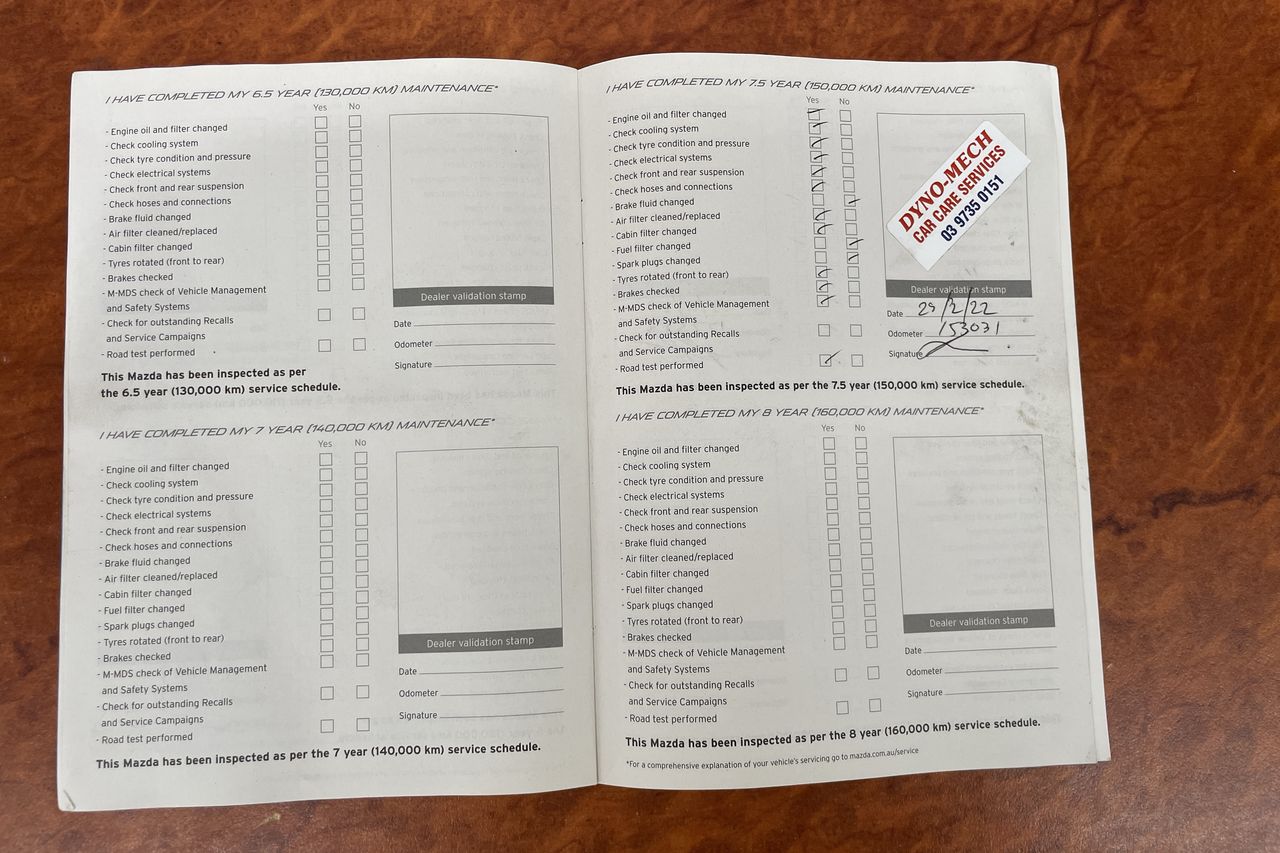 I HAVE COMPLETED MY 6.5 YEAR (130,000 KM) MAINTENANCE*
Yes No
- Engine oil and filter changed
- Check cooling system
- Check tyre condition and pressure
- Check electrical systems
- Check front and rear suspension
- Check hoses and connections
- Brake fluid changed
- Air filter cleaned/replaced
- Cabin filter changed
- Tyres rotated (front to rear)
- Brakes checked
- M-MDS check of Vehicle Management
and Safety Systems
- Check for outstanding Recalls
and Service Campaigns
- Road test performed
Dealer validation stamp
Date
Odometer
Signature
This Mazda has been inspected as per
the 6.5 year (130,000 km) service schedule.
I HAVE COMPLETED MY 7 YEAR (140,000 KM) MAINTENANCE*
Yes No
- Engine oil and filter changed
- Check cooling system
- Check tyre condition and pressure
- Check electrical systems
- Check front and rear suspension
- Check hoses and connections
- Brake fluid changed
- Air filter cleaned/replaced
- Cabin filter changed
- Fuel filter changed
- Spark plugs changed
- Tyres rotated (front to rear)
- Brakes checked
- M-MDS check of Vehicle Management
and Safety Systems
- Check for outstanding Recalls
and Service Campaigns
- Road test performed
Dealer validation stamp
Date
Odometer
Signature
This Mazda has been inspected as per the 7 year (140,000 km) service schedule.
I HAVE COMPLETED MY 7.5 YEAR (150,000 KM) MAINTENANCE*
Yes No
- Engine oil and filter changed
- Check cooling system
- Check tyre condition and pressure
- Check electrical systems
- Check front and rear suspension
- Check hoses and connections
- Brake fluid changed
- Air filter cleaned/replaced
- Cabin filter changed
- Fuel filter changed
- Spark plugs changed
- Tyres rotated (front to rear)
- Brakes checked
- M-MDS check of Vehicle Management
and Safety Systems
- Check for outstanding Recalls
and Service Campaigns
- Road test performed
DYNO-MECH
CAR CARE SERVICES
03 9735 0151
Dealer validation stamp
Date 29/2/22
Odometer 153031
Signature
This Mazda has been inspected as per the 7.5 year (150,000 km) service schedule.
I HAVE COMPLETED MY 8 YEAR (160,000 KM) MAINTENANCE*
Yes No
- Engine oil and filter changed
- Check cooling system
- Check tyre condition and pressure
- Check electrical systems
- Check front and rear suspension
- Check hoses and connections
- Brake fluid changed
- Air filter cleaned/replaced
- Cabin filter changed
- Fuel filter changed
- Spark plugs changed
- Tyres rotated (front to rear)
- Brakes checked
- M-MDS check of Vehicle Management
and Safety Systems
- Check for outstanding Recalls
and Service Campaigns
- Road test performed
Dealer validation stamp
Date
Odometer
Signature
This Mazda has been inspected as per the 8 year (160,000 km) service schedule.
*For a comprehensive explanation of your vehicle's servicing go to mazda.com.au/service